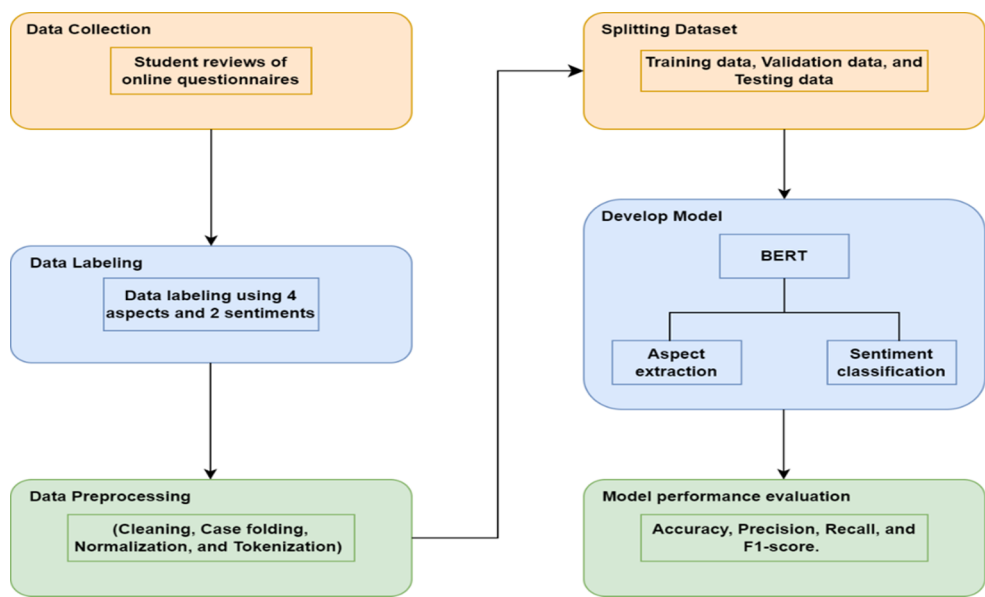 Data Collection
Student reviews of
online questionnaires
Data Labeling
Data labeling using 4
aspects and 2 sentiments
Data Preprocessing
(Cleaning, Case folding,
Normalization, and Tokenization)
Splitting Dataset
Training data, Validation data, and
Testing data
Develop Model
BERT
Aspect
extraction
Sentiment
classification
Model performance evaluation
Accuracy, Precision, Recall, and
F1-score.